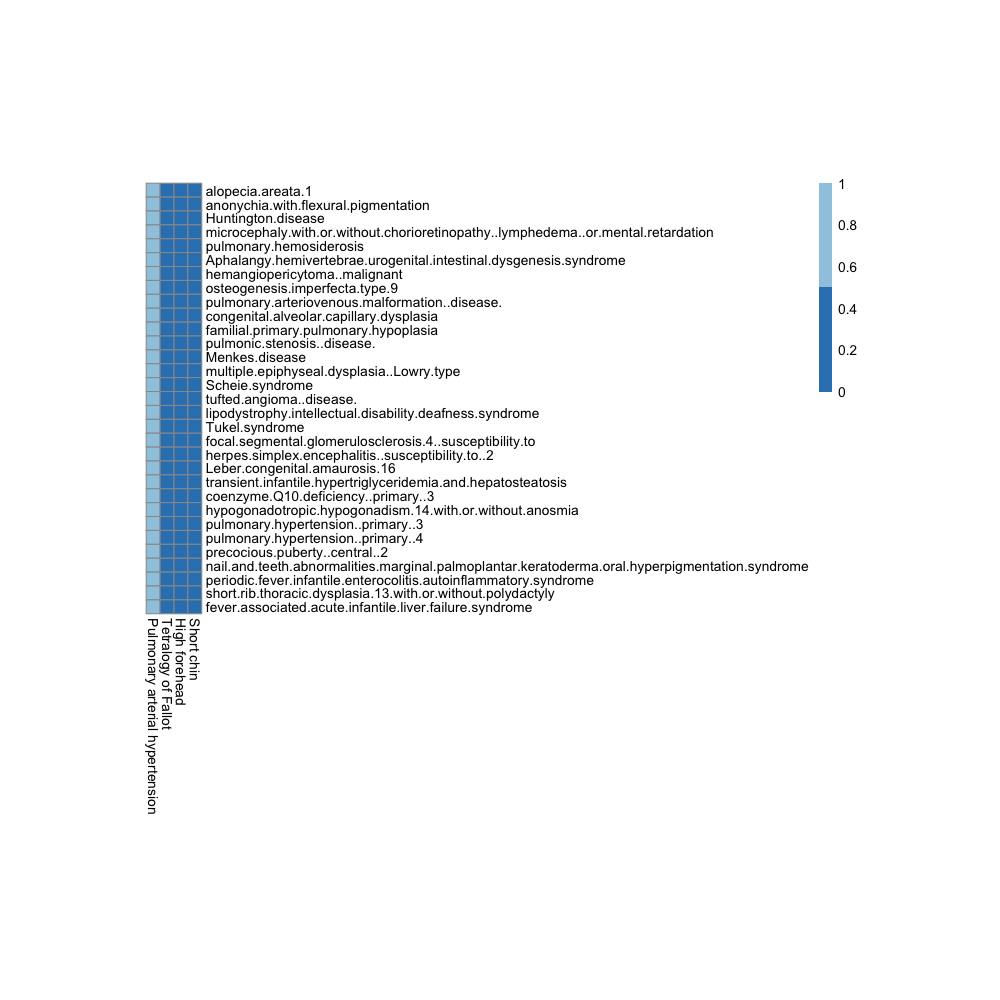 alopecia.areata.1
anonychia.with.flexural.pigmentation
Huntington.disease
microcephaly.with.or.without.chorioretinopathy..lymphedema..or.mental.retardation
pulmonary.hemosiderosis
Aphalangy.hemivertebrae.urogenital.intestinal.dysgenesis.syndrome
hemangiopericytoma..malignant
osteogenesis.imperfecta.type.9
pulmonary.arteriovenous.malformation..disease.
congenital.alveolar.capillary.dysplasia
familial.primary.pulmonary.hypoplasia
pulmonic.stenosis..disease.
Menkes.disease
multiple.epiphyseal.dysplasia..Lowry.type
Scheie.syndrome
tufted.angioma..disease.
lipodystrophy.intellectual.disability.deafness.syndrome
Tukel.syndrome
focal.segmental.glomerulosclerosis.4..susceptibility.to
herpes.simplex.encephalitis..susceptibility.to..2
Leber.congenital.amaurosis.16
transient.infantile.hypertriglyceridemia.and.hepatosteatosis
coenzyme.Q10.deficiency..primary..3
hypogonadotropic.hypogonadism.14.with.or.without.anosmia
pulmonary.hypertension..primary..3
pulmonary.hypertension..primary..4
precocious.puberty..central..2
nail.and.teeth.abnormalities.marginal.palmoplantar.keratoderma.oral.hyperpigmentation.syndrome
periodic.fever.infantile.enterocolitis.autoinflammatory.syndrome
short.rib.thoracic.dysplasia.13.with.or.without.polydactyly
fever.associated.acute.infantile.liver.failure.syndrome
Pulmonary arterial hypertension
Tetralogy of Fallot
High forehead
Short chin
1
0.8
0.6
0.4
0.2
0